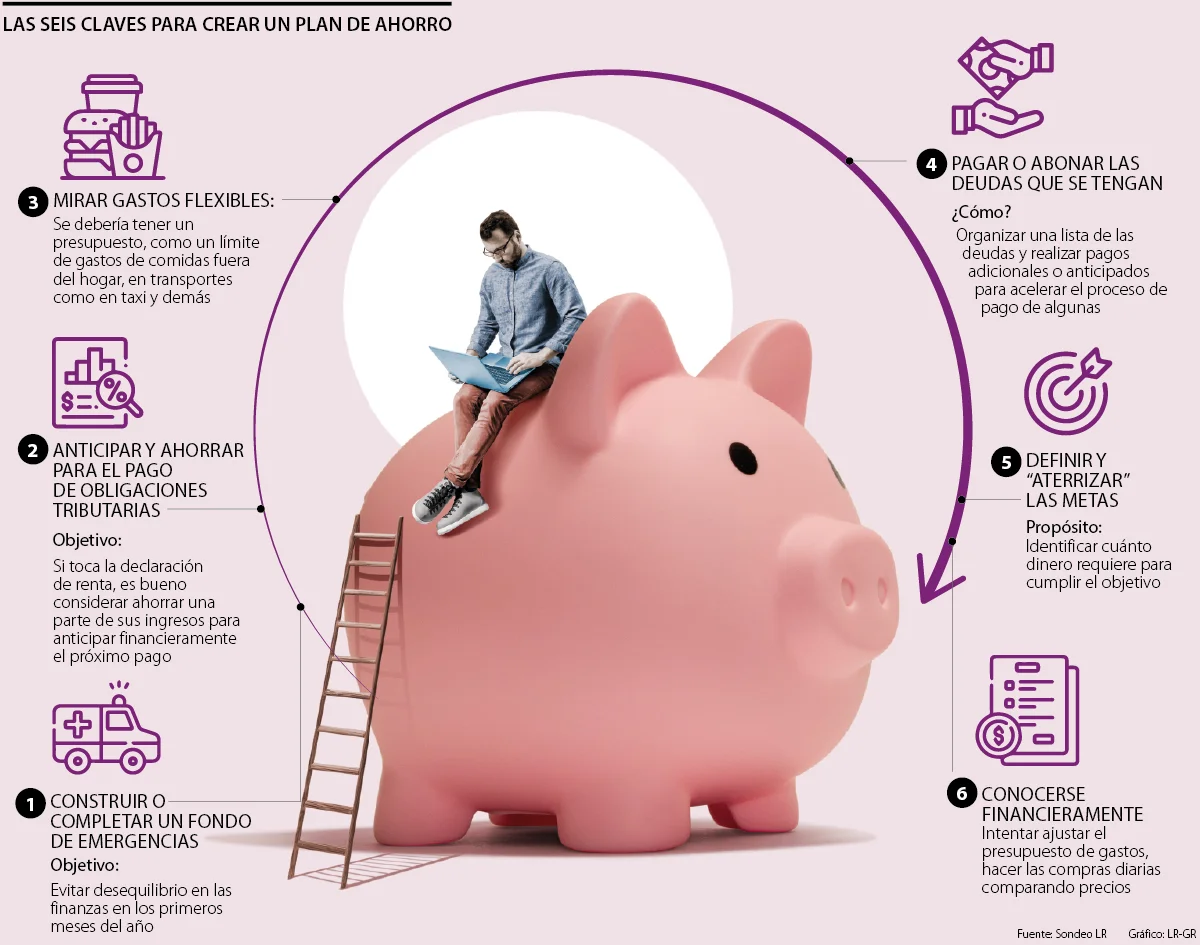 LAS SEIS CLAVES PARA CREAR UN PLAN DE AHORRO
1 CONSTRUIR O
COMPLETAR UN FONDO
DE EMERGENCIAS
Objetivo:
Evitar desequilibrio en las
finanzas en los primeros
meses del año
2 ANTICIPAR Y AHORRAR
PARA EL PAGO
DE OBLIGACIONES
TRIBUTARIAS
Objetivo:
Si toca la declaración
de renta, es bueno
considerar ahorrar una
parte de sus ingresos para
anticipar financieramente
el próximo pago
$
%
3 MIRAR GASTOS FLEXIBLES:
Se debería tener un
presupuesto, como un límite
de gastos de comidas fuera
del hogar, en transportes
como en taxi y demás
4 PAGAR O ABONAR LAS
DEUDAS QUE SE TENGAN
¿Cómo?
Organizar una lista de las
deudas y realizar pagos
adicionales o anticipados
para acelerar el proceso de
pago de algunas
5 DEFINIR Y
“ATERRIZAR”
LAS METAS
Propósito:
Identificar cuánto
dinero requiere para
cumplir el objetivo
$
6 CONOCERSE
FINANCIERAMENTE
Intentar ajustar el
presupuesto de gastos,
hacer las compras diarias
comparando precios
Fuente: Sondeo LR Gráfico: LR-GR